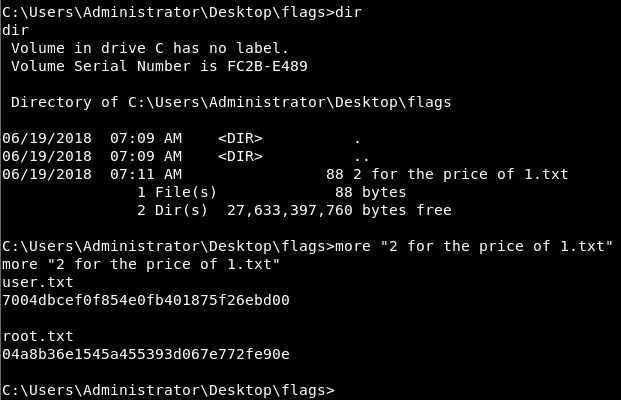 C:\Users\Administrator\Desktop\flags>dir
dir
 Volume in drive C has no label.
 Volume Serial Number is FC2B-E489

 Directory of C:\Users\Administrator\Desktop\flags

06/19/2018  07:09 AM    <DIR>          .
06/19/2018  07:09 AM    <DIR>          ..
06/19/2018  07:11 AM                88 2 for the price of 1.txt
               1 File(s)             88 bytes
               2 Dir(s)  27,633,397,760 bytes free

C:\Users\Administrator\Desktop\flags>more "2 for the price of 1.txt"
more "2 for the price of 1.txt"
user.txt
7004dbcef0f854e0fb401875f26ebd00

root.txt
04a8b36e1545a455393d067e772fe90e

C:\Users\Administrator\Desktop\flags>